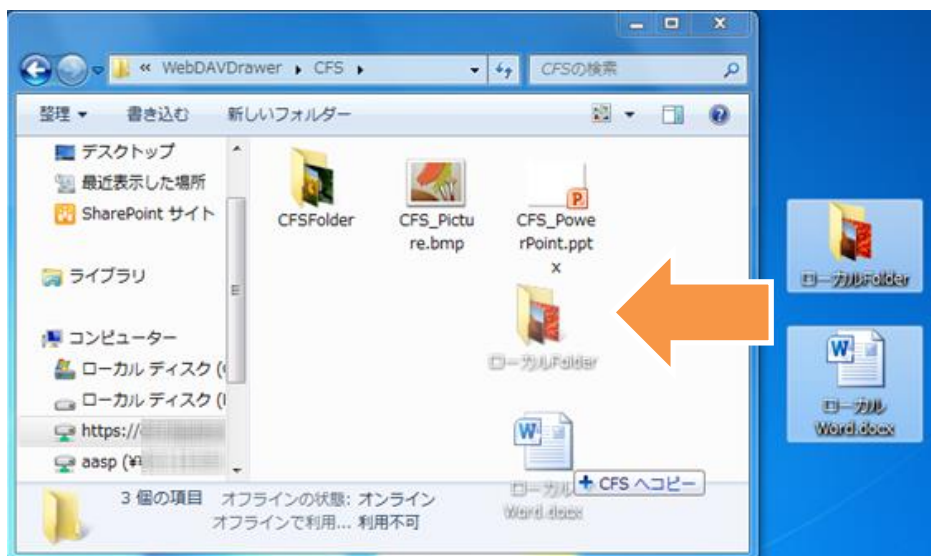 « WebDAVDrawer ▸ CFS ▸
CFSの検索
整理 ▼ 書き込む 新しいフォルダー
デスクトップ
最近表示した場所
SharePoint サイト
ライブラリ
コンピューター
ローカル ディスク (
ローカル ディスク (
https://
aasp (¥
CFSFolder
CFS_Pictu
re.bmp
CFS_Powe
rPoint.ppt
x
ローカルFolder
ローカル
Word.docx
+ CFS へコピー
ローカルFolder
ローカル
Word.docx
3 個の項目 オフラインの状態: オンライン
オフラインで利用... 利用不可